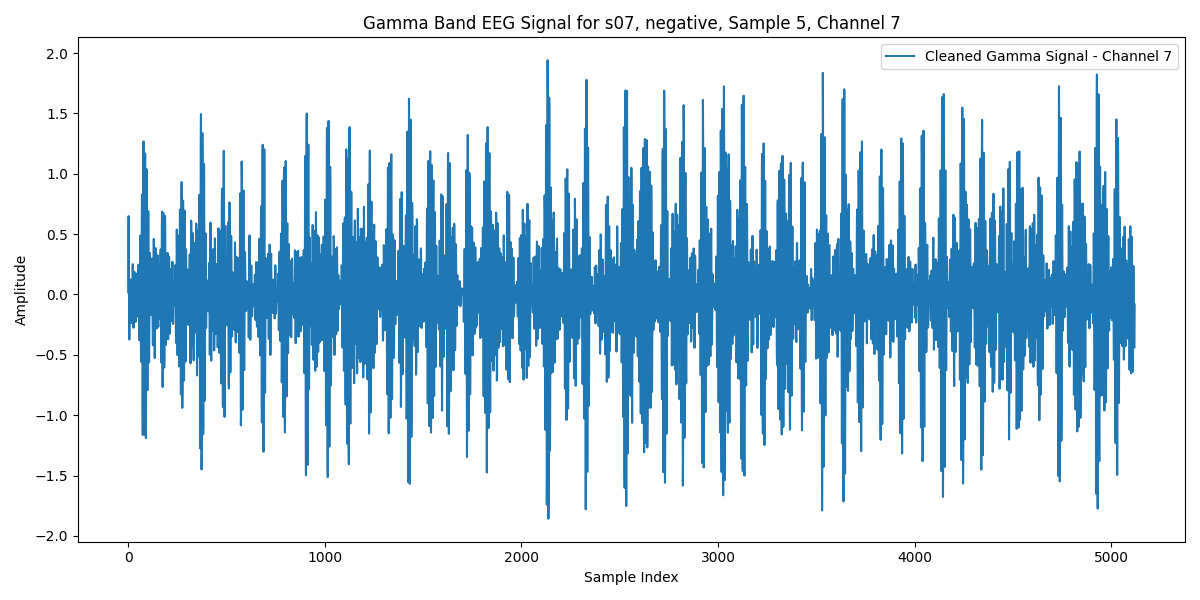 Gamma Band EEG Signal for s07, negative, Sample 5, Channel 7
Cleaned Gamma Signal - Channel 7
2.0
1.5
1.0
0.5
0.0
−0.5
−1.0
−1.5
−2.0
Amplitude
0 1000 2000 3000 4000 5000
Sample Index